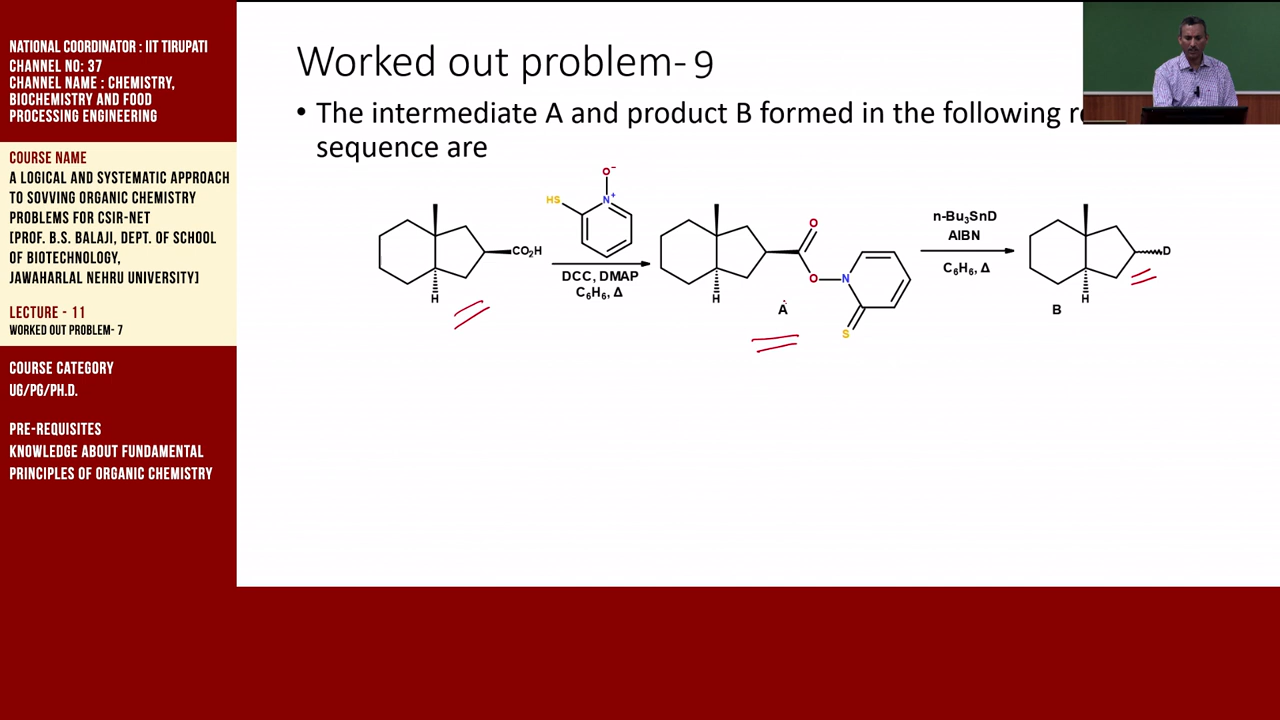 NATIONAL COORDINATOR : IIT TIRUPATI
CHANNEL NO: 37
CHANNEL NAME : CHEMISTRY,
BIOCHEMISTRY AND FOOD
PROCESSING ENGINEERING
COURSE NAME
A LOGICAL AND SYSTEMATIC APPROACH
TO SOVVING ORGANIC CHEMISTRY
PROBLEMS FOR CSIR-NET
[PROF. B.S. BALAJI, DEPT. OF SCHOOL
OF BIOTECHNOLOGY,
JAWAHARLAL NEHRU UNIVERSITY]
LECTURE - 11
WORKED OUT PROBLEM- 7
COURSE CATEGORY
UG/PG/PH.D.
PRE-REQUISITES
KNOWLEDGE ABOUT FUNDAMENTAL
PRINCIPLES OF ORGANIC CHEMISTRY
Worked out problem- 9
• The intermediate A and product B formed in the following
sequence are
CO₂H
H
O⁻
HS
N⁺
DCC, DMAP
C₆H₆, Δ
O
O
N
S
H
A
n-Bu₃SnD
AIBN
C₆H₆, Δ
D
H
B